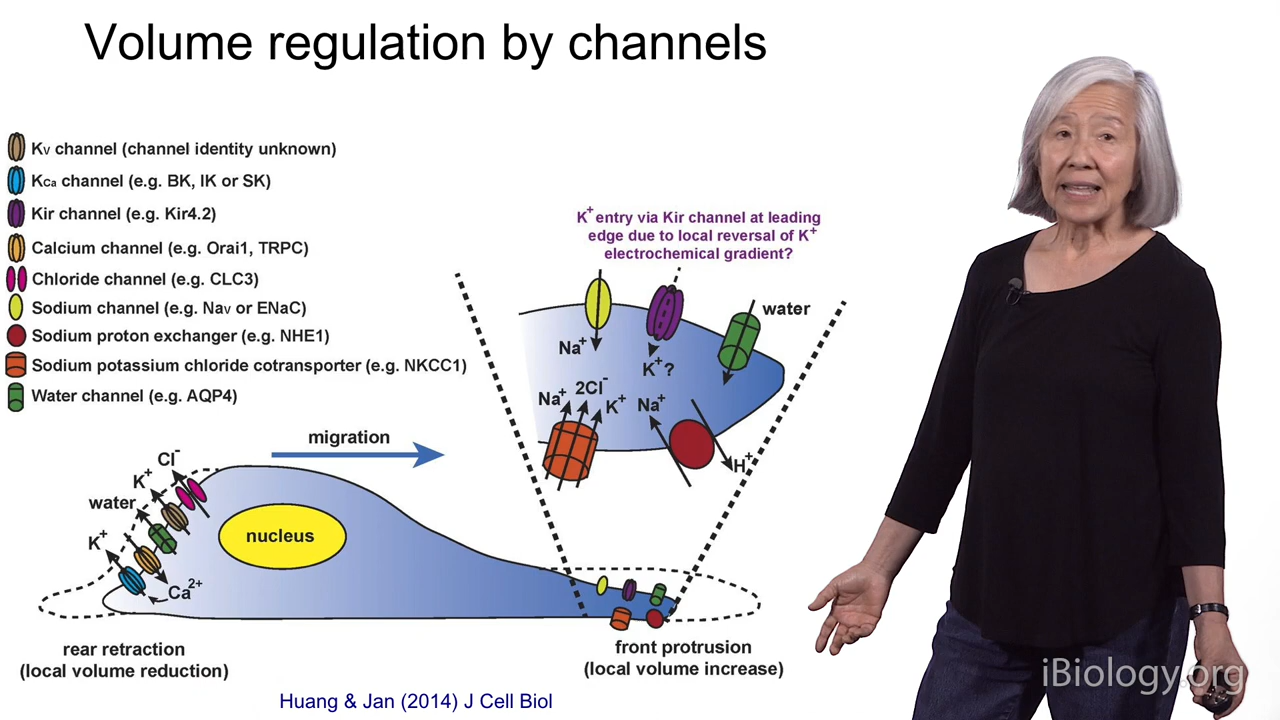 Volume regulation by channels
Kv channel (channel identity unknown)
KCa channel (e.g. BK, IK or SK)
Kir channel (e.g. Kir4.2)
Calcium channel (e.g. Orai1, TRPC)
Chloride channel (e.g. CLC3)
Sodium channel (e.g. Nav or ENaC)
Sodium proton exchanger (e.g. NHE1)
Sodium potassium chloride cotransporter (e.g. NKCC1)
Water channel (e.g. AQP4)
K+ entry via Kir channel at leading
edge due to local reversal of K+
electrochemical gradient?
water
Na+
K+?
Na+
2Cl-
K+
Na+
H+
migration
Cl-
K+
water
K+
Ca2+
nucleus
rear retraction
(local volume reduction)
front protrusion
(local volume increase)
Huang & Jan (2014) J Cell Biol
iBiology.org